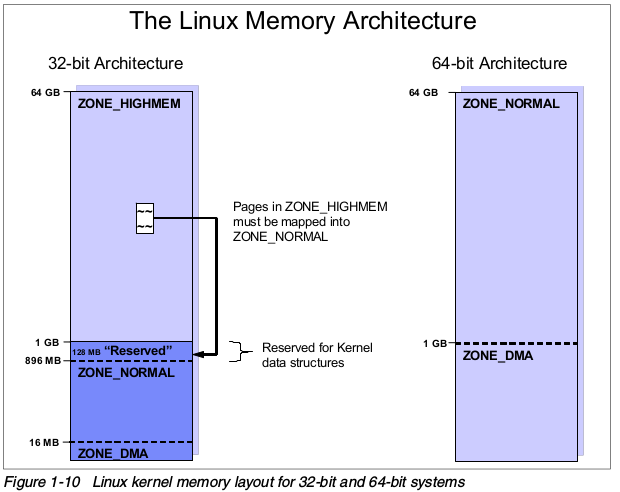 The Linux Memory Architecture
32-bit Architecture
64-bit Architecture
64 GB
ZONE_HIGHMEM
64 GB
ZONE_NORMAL
~~
~~
Pages in ZONE_HIGHMEM
must be mapped into
ZONE_NORMAL
1 GB
128 MB "Reserved"
896 MB
ZONE_NORMAL
Reserved for Kernel
data structures
1 GB
ZONE_DMA
16 MB
ZONE_DMA
Figure 1-10 Linux kernel memory layout for 32-bit and 64-bit systems